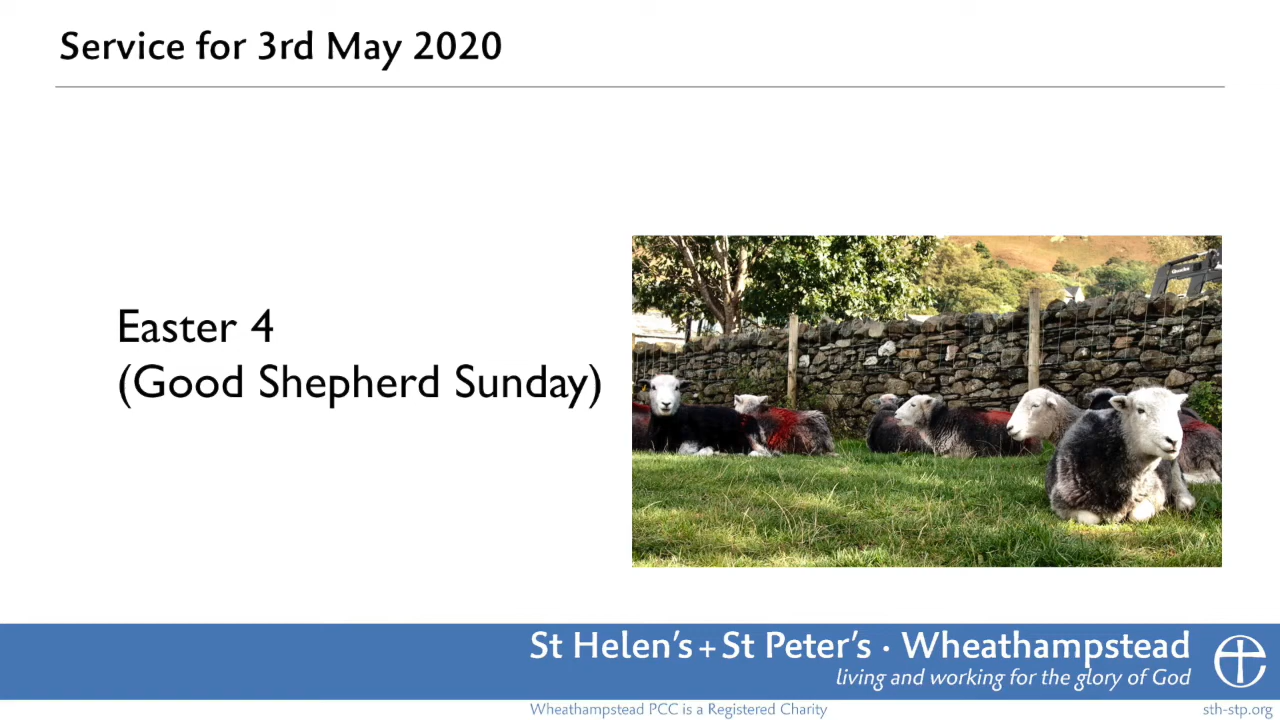 Service for 3rd May 2020
Easter 4
(Good Shepherd Sunday)
St Helen's + St Peter's · Wheathampstead
living and working for the glory of God
Wheathampstead PCC is a Registered Charity
sth-stp.org